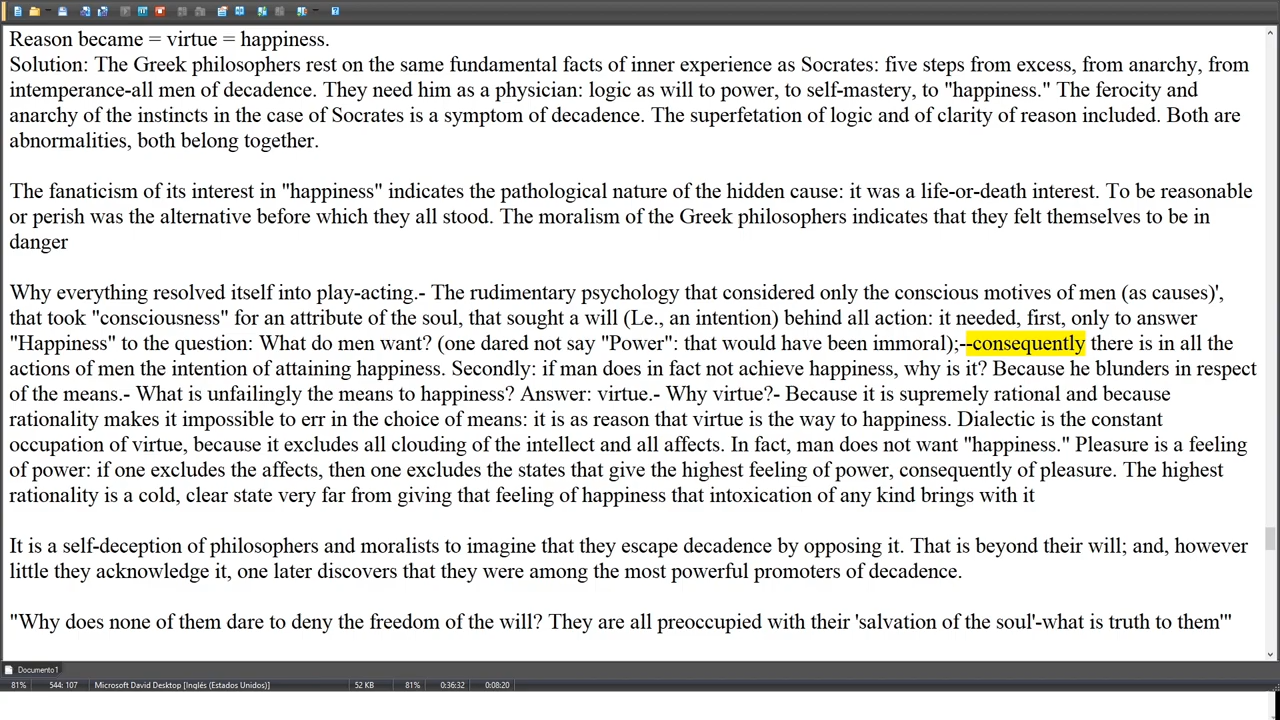 Reason became = virtue = happiness.
Solution: The Greek philosophers rest on the same fundamental facts of inner experience as Socrates: five steps from excess, from anarchy, from
intemperance-all men of decadence. They need him as a physician: logic as will to power, to self-mastery, to "happiness." The ferocity and
anarchy of the instincts in the case of Socrates is a symptom of decadence. The superfetation of logic and of clarity of reason included. Both are
abnormalities, both belong together.
The fanaticism of its interest in "happiness" indicates the pathological nature of the hidden cause: it was a life-or-death interest. To be reasonable
or perish was the alternative before which they all stood. The moralism of the Greek philosophers indicates that they felt themselves to be in
danger
Why everything resolved itself into play-acting.- The rudimentary psychology that considered only the conscious motives of men (as causes)',
that took "consciousness" for an attribute of the soul, that sought a will (Le., an intention) behind all action: it needed, first, only to answer
"Happiness" to the question: What do men want? (one dared not say "Power": that would have been immoral);--consequently there is in all the
actions of men the intention of attaining happiness. Secondly: if man does in fact not achieve happiness, why is it? Because he blunders in respect
of the means.- What is unfailingly the means to happiness? Answer: virtue.- Why virtue?- Because it is supremely rational and because
rationality makes it impossible to err in the choice of means: it is as reason that virtue is the way to happiness. Dialectic is the constant
occupation of virtue, because it excludes all clouding of the intellect and all affects. In fact, man does not want "happiness." Pleasure is a feeling
of power: if one excludes the affects, then one excludes the states that give the highest feeling of power, consequently of pleasure. The highest
rationality is a cold, clear state very far from giving that feeling of happiness that intoxication of any kind brings with it
It is a self-deception of philosophers and moralists to imagine that they escape decadence by opposing it. That is beyond their will; and, however
little they acknowledge it, one later discovers that they were among the most powerful promoters of decadence.
"Why does none of them dare to deny the freedom of the will? They are all preoccupied with their 'salvation of the soul'-what is truth to them'"
Documento1
81% 544: 107 Microsoft David Desktop [Inglés (Estados Unidos)] 52 KB 81% 0:36:32 0:08:20